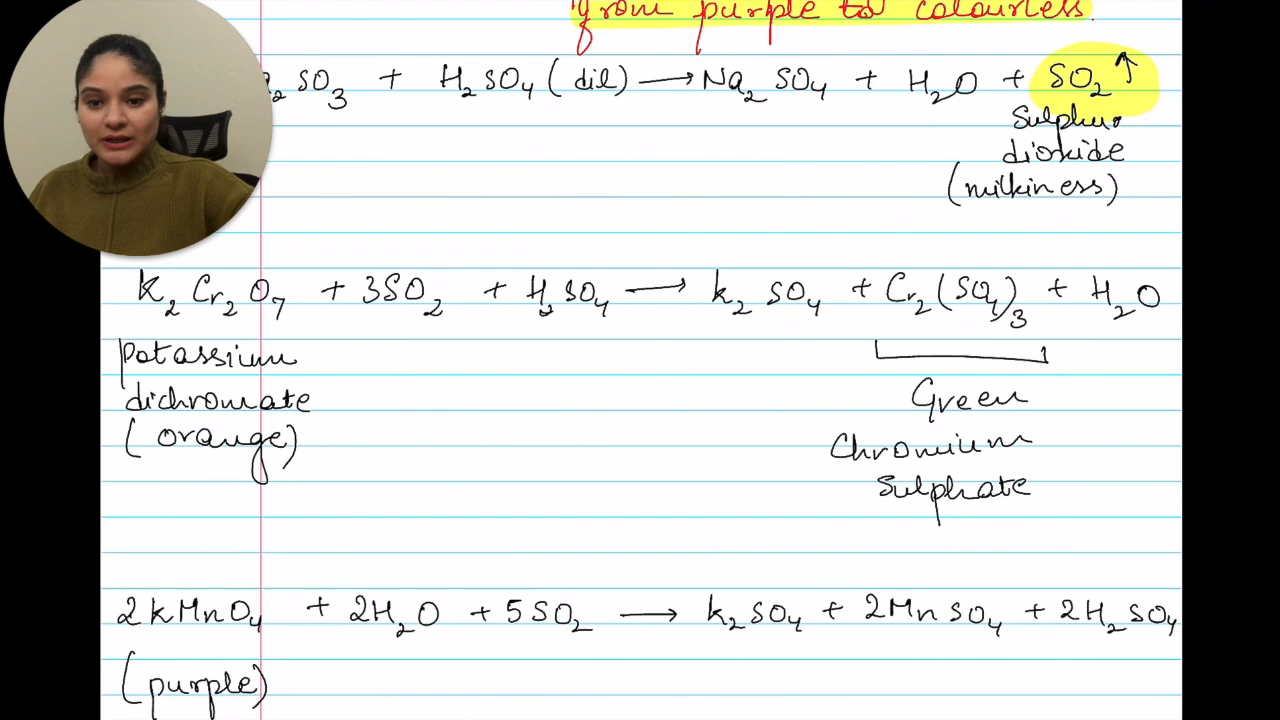 from purple to colourless.
₂SO₃ + H₂SO₄ (dil) → Na₂SO₄ + H₂O + SO₂↑
Sulphur
dioxide
(milkiness)
K₂Cr₂O₇ + 3SO₂ + H₂SO₄ → K₂SO₄ + Cr₂(SO₄)₃ + H₂O
Potassium
dichromate
(orange)
Green
Chromium
Sulphate
2KMnO₄ + 2H₂O + 5SO₂ → K₂SO₄ + 2MnSO₄ + 2H₂SO₄
(purple)